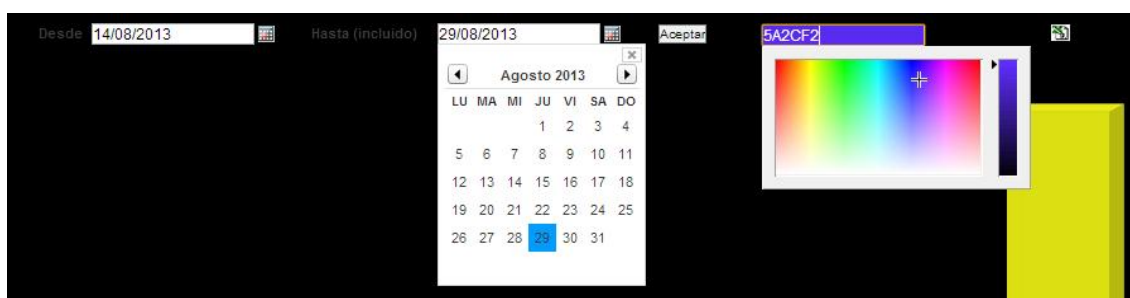 Desde 14/08/2013 Hasta (incluido) 29/08/2013 Aceptar 5A2CF2
Agosto 2013
LU MA MI JU VI SA DO
1 2 3 4
5 6 7 8 9 10 11
12 13 14 15 16 17 18
19 20 21 22 23 24 25
26 27 28 29 30 31